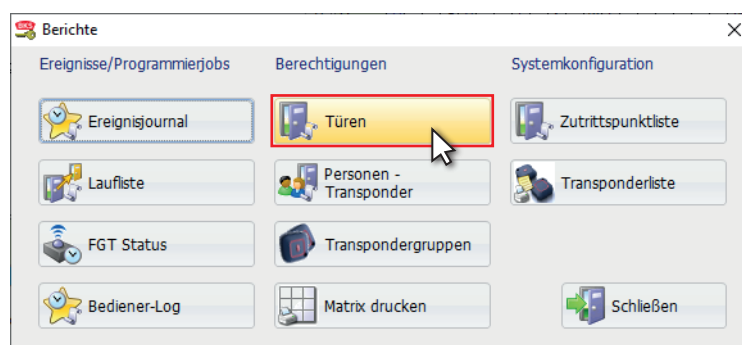 Berichte
Ereignisse/Programmierjobs
Berechtigungen
Systemkonfiguration
Ereignisjournal
Türen
Zutrittspunktliste
Laufliste
Personen -
Transponder
Transponderliste
FGT Status
Transpondergruppen
Bediener-Log
Matrix drucken
Schließen